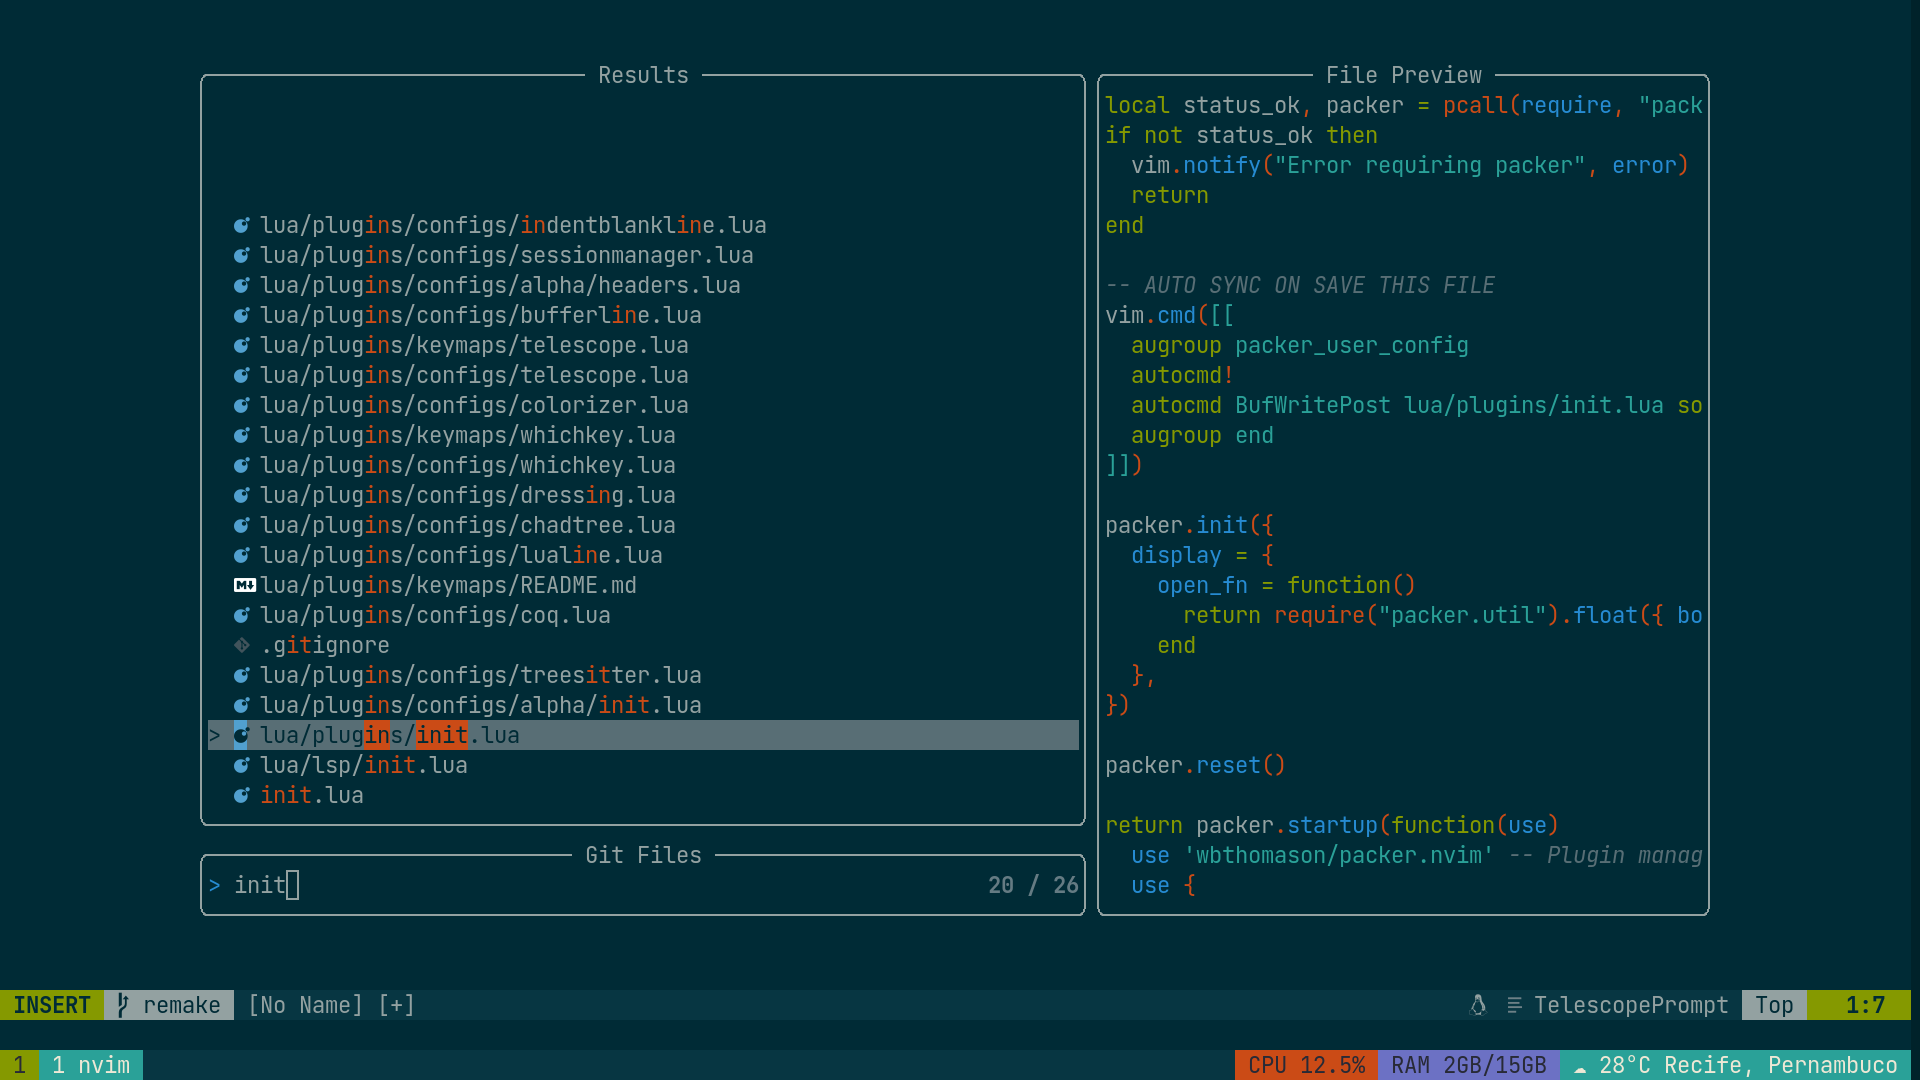 Results
lua/plugins/configs/indentblankline.lua
lua/plugins/configs/sessionmanager.lua
lua/plugins/configs/alpha/headers.lua
lua/plugins/configs/bufferline.lua
lua/plugins/keymaps/telescope.lua
lua/plugins/configs/telescope.lua
lua/plugins/configs/colorizer.lua
lua/plugins/keymaps/whichkey.lua
lua/plugins/configs/whichkey.lua
lua/plugins/configs/dressing.lua
lua/plugins/configs/chadtree.lua
lua/plugins/configs/lualine.lua
lua/plugins/keymaps/README.md
lua/plugins/configs/coq.lua
.gitignore
lua/plugins/configs/treesitter.lua
lua/plugins/configs/alpha/init.lua
> lua/plugins/init.lua
lua/lsp/init.lua
init.lua
Git Files
> init 20 / 26
File Preview
local status_ok, packer = pcall(require, "pack
if not status_ok then
  vim.notify("Error requiring packer", error)
  return
end
-- AUTO SYNC ON SAVE THIS FILE
vim.cmd([[
  augroup packer_user_config
  autocmd!
  autocmd BufWritePost lua/plugins/init.lua so
  augroup end
]])
packer.init({
  display = {
    open_fn = function()
      return require("packer.util").float({ bo
    end
  },
})
packer.reset()
return packer.startup(function(use)
  use 'wbthomason/packer.nvim' -- Plugin manag
  use {
INSERT remake [No Name] [+] TelescopePrompt Top 1:7
1 1 nvim CPU 12.5% RAM 2GB/15GB ☁ 28°C Recife, Pernambuco